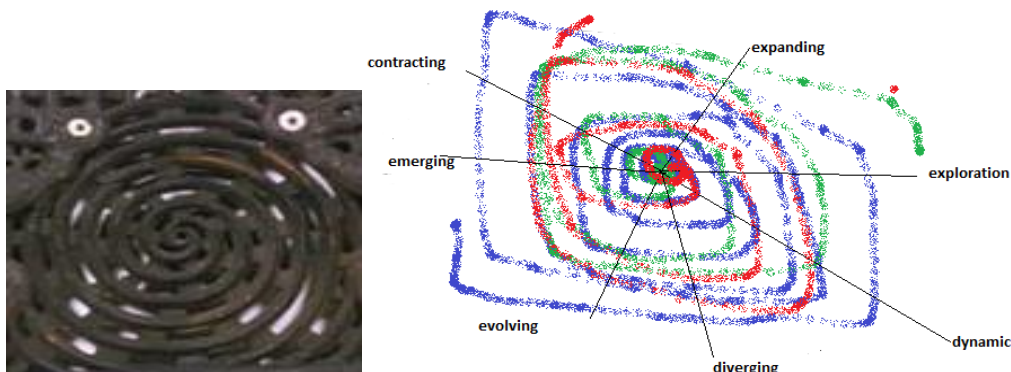 expanding
contracting
emerging
exploration
evolving
dynamic
diverging